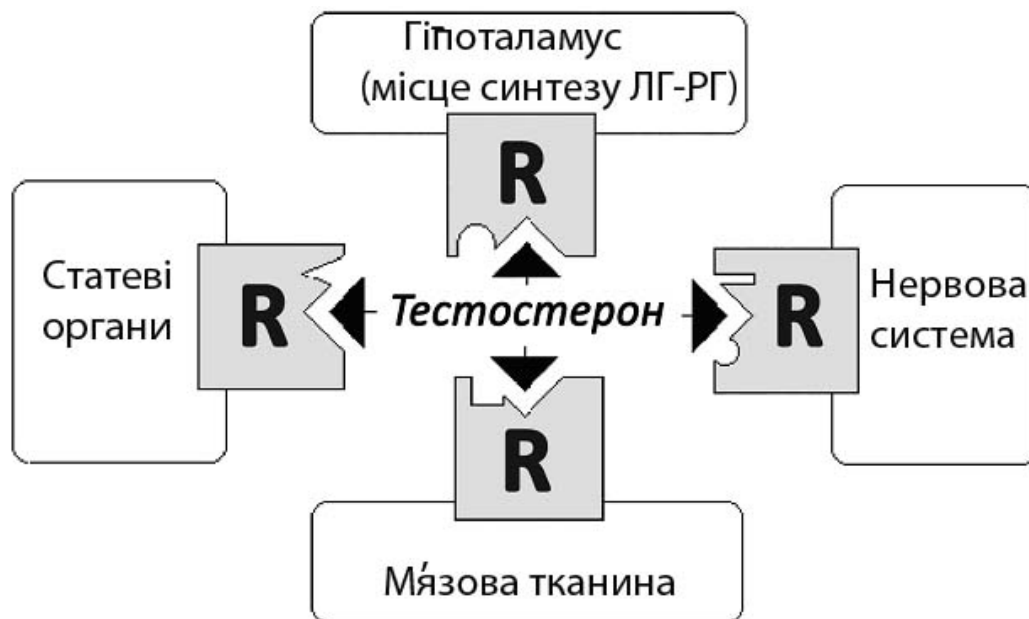 Гіпоталамус
(місце синтезу ЛГ-РГ)
R
Статеві
органи
R
Тестостерон
R
Нервова
система
R
М'язова тканина